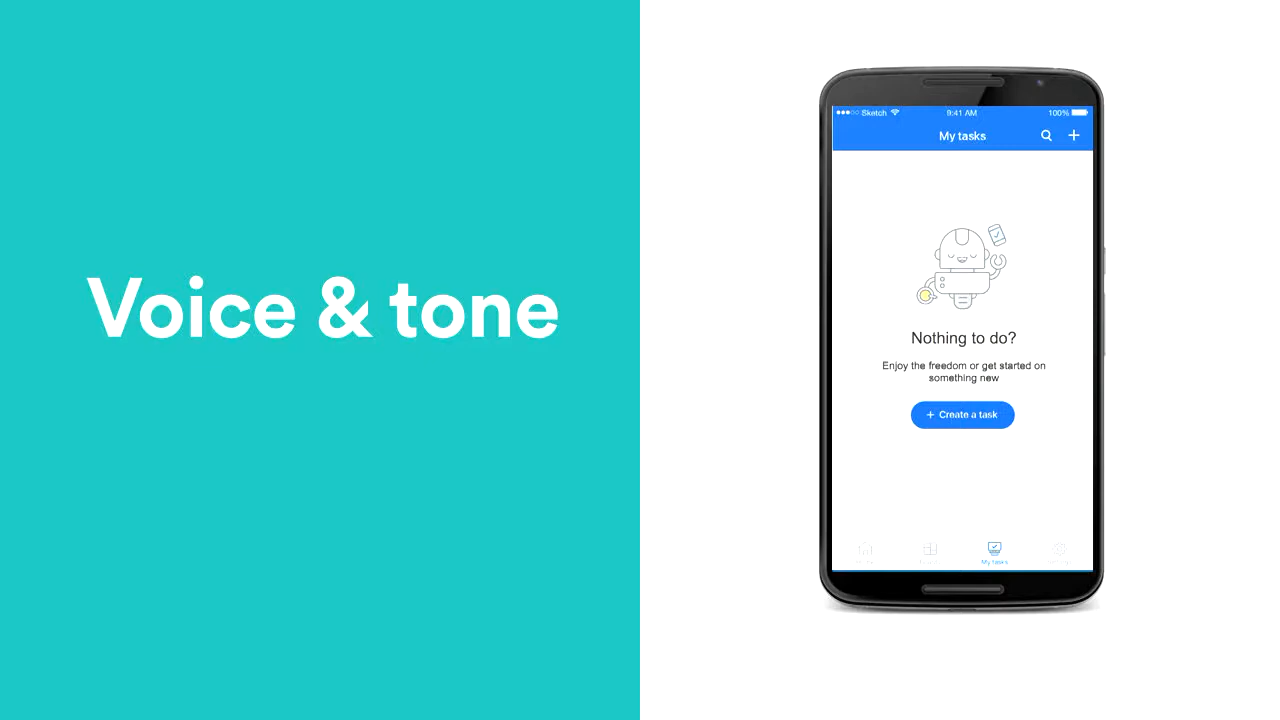 Voice & tone
Sketch 9:41 AM 100%
My tasks
Nothing to do?
Enjoy the freedom or get started on
something new
+ Create a task
My tasks